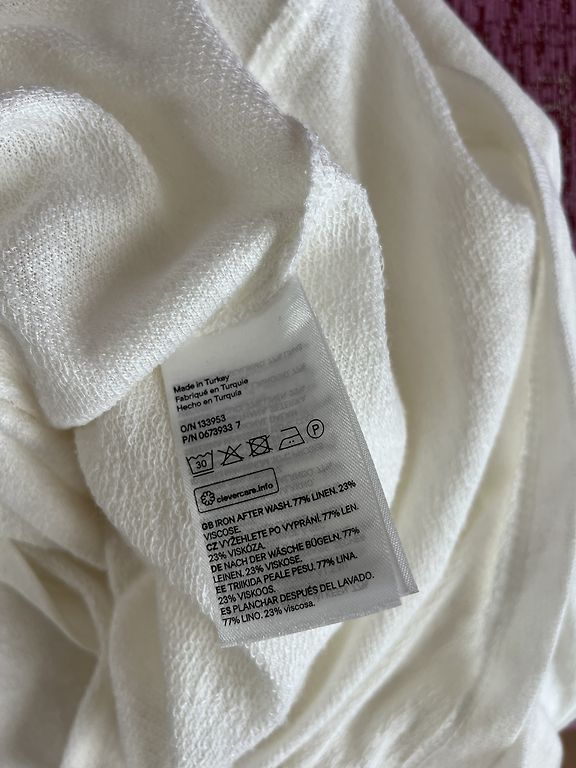 Made in Turkey
Fabriqué en Turquie
Hecho en Turquía
O/N 133953
P/N 0673933 7
30 P
clevercare.info
GB IRON AFTER WASH. 77% LINEN. 23%
VISCOSE.
CZ VYŽEHLETE PO VYPRÁNÍ. 77% LEN.
23% VISKÓZA.
DE NACH DER WÄSCHE BÜGELN. 77%
LEINEN. 23% VISKOSE.
EE TRIIKIDA PEALE PESU. 77% LINA.
23% VISKOOS.
ES PLANCHAR DESPUÉS DEL LAVADO.
77% LINO. 23% viscosa.